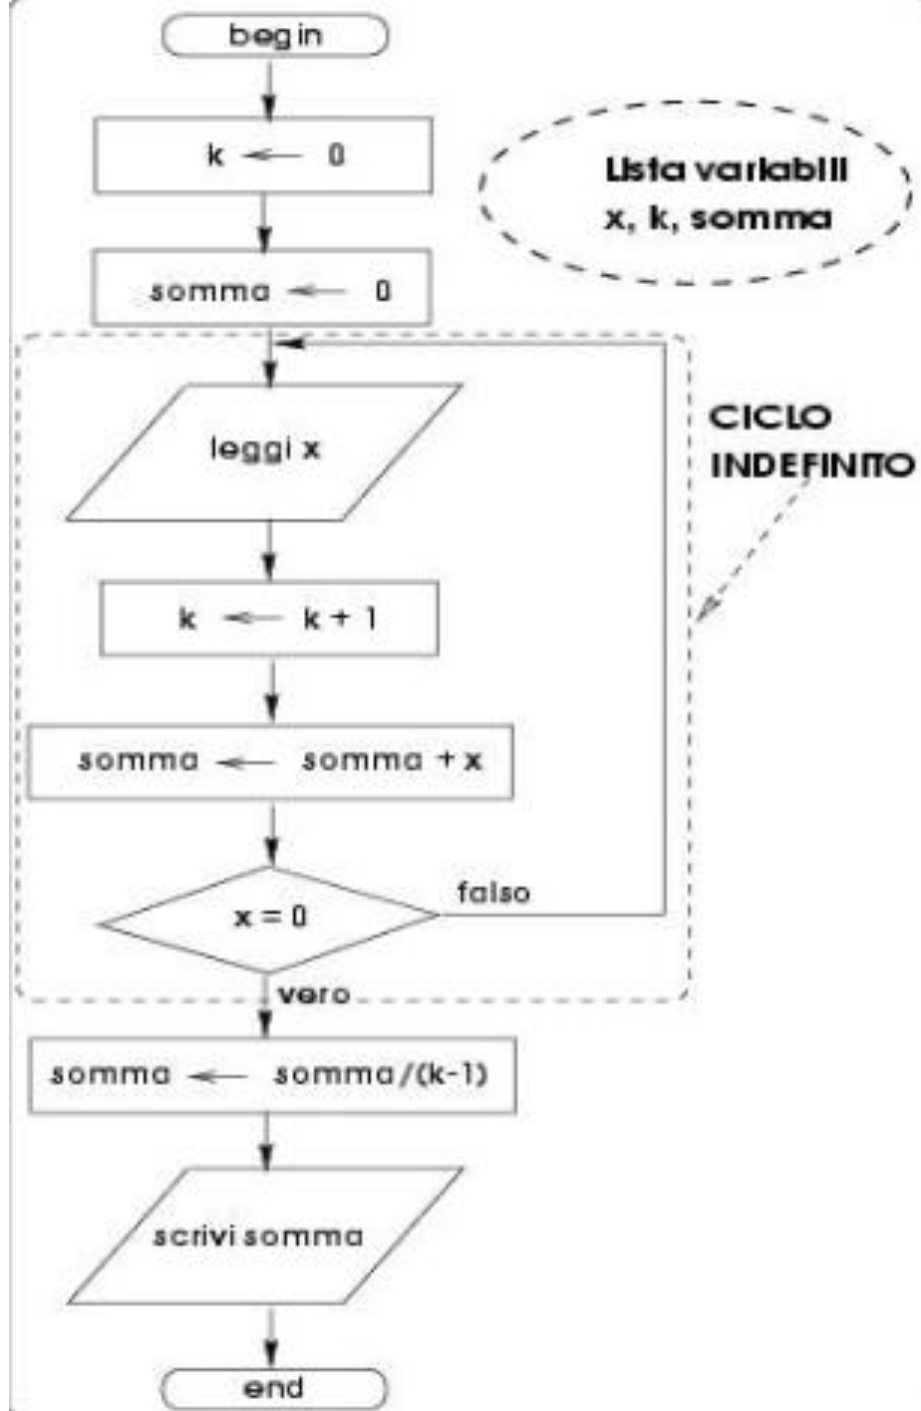 begin
k ← 0
Lista variabili
x, k, somma
somma ← 0
leggi x
CICLO
INDEFINITO
k ← k + 1
somma ← somma + x
x = 0
falso
vero
somma ← somma/(k-1)
scrivi somma
end